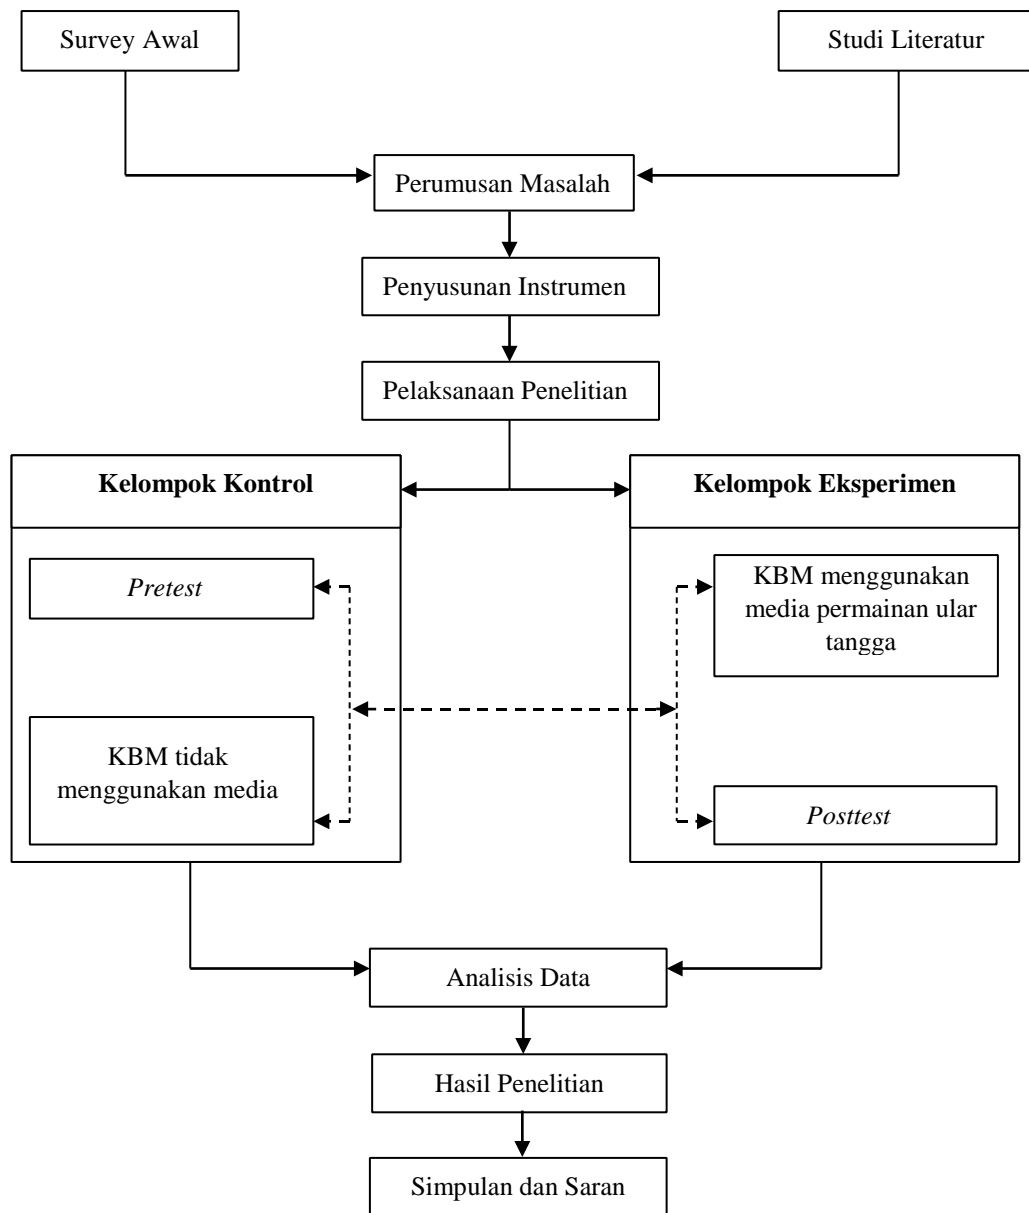 Survey Awal
Studi Literatur
Perumusan Masalah
Penyusunan Instrumen
Pelaksanaan Penelitian
Kelompok Kontrol
Kelompok Eksperimen
Pretest
KBM menggunakan
media permainan ular
tangga
KBM tidak
menggunakan media
Posttest
Analisis Data
Hasil Penelitian
Simpulan dan Saran